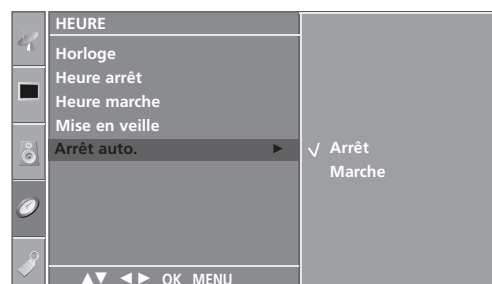 HEURE
Horloge
Heure arrêt
Heure marche
Mise en veille
Arrêt auto. ►
√ Arrêt
Marche
▲▼ ◄► OK MENU